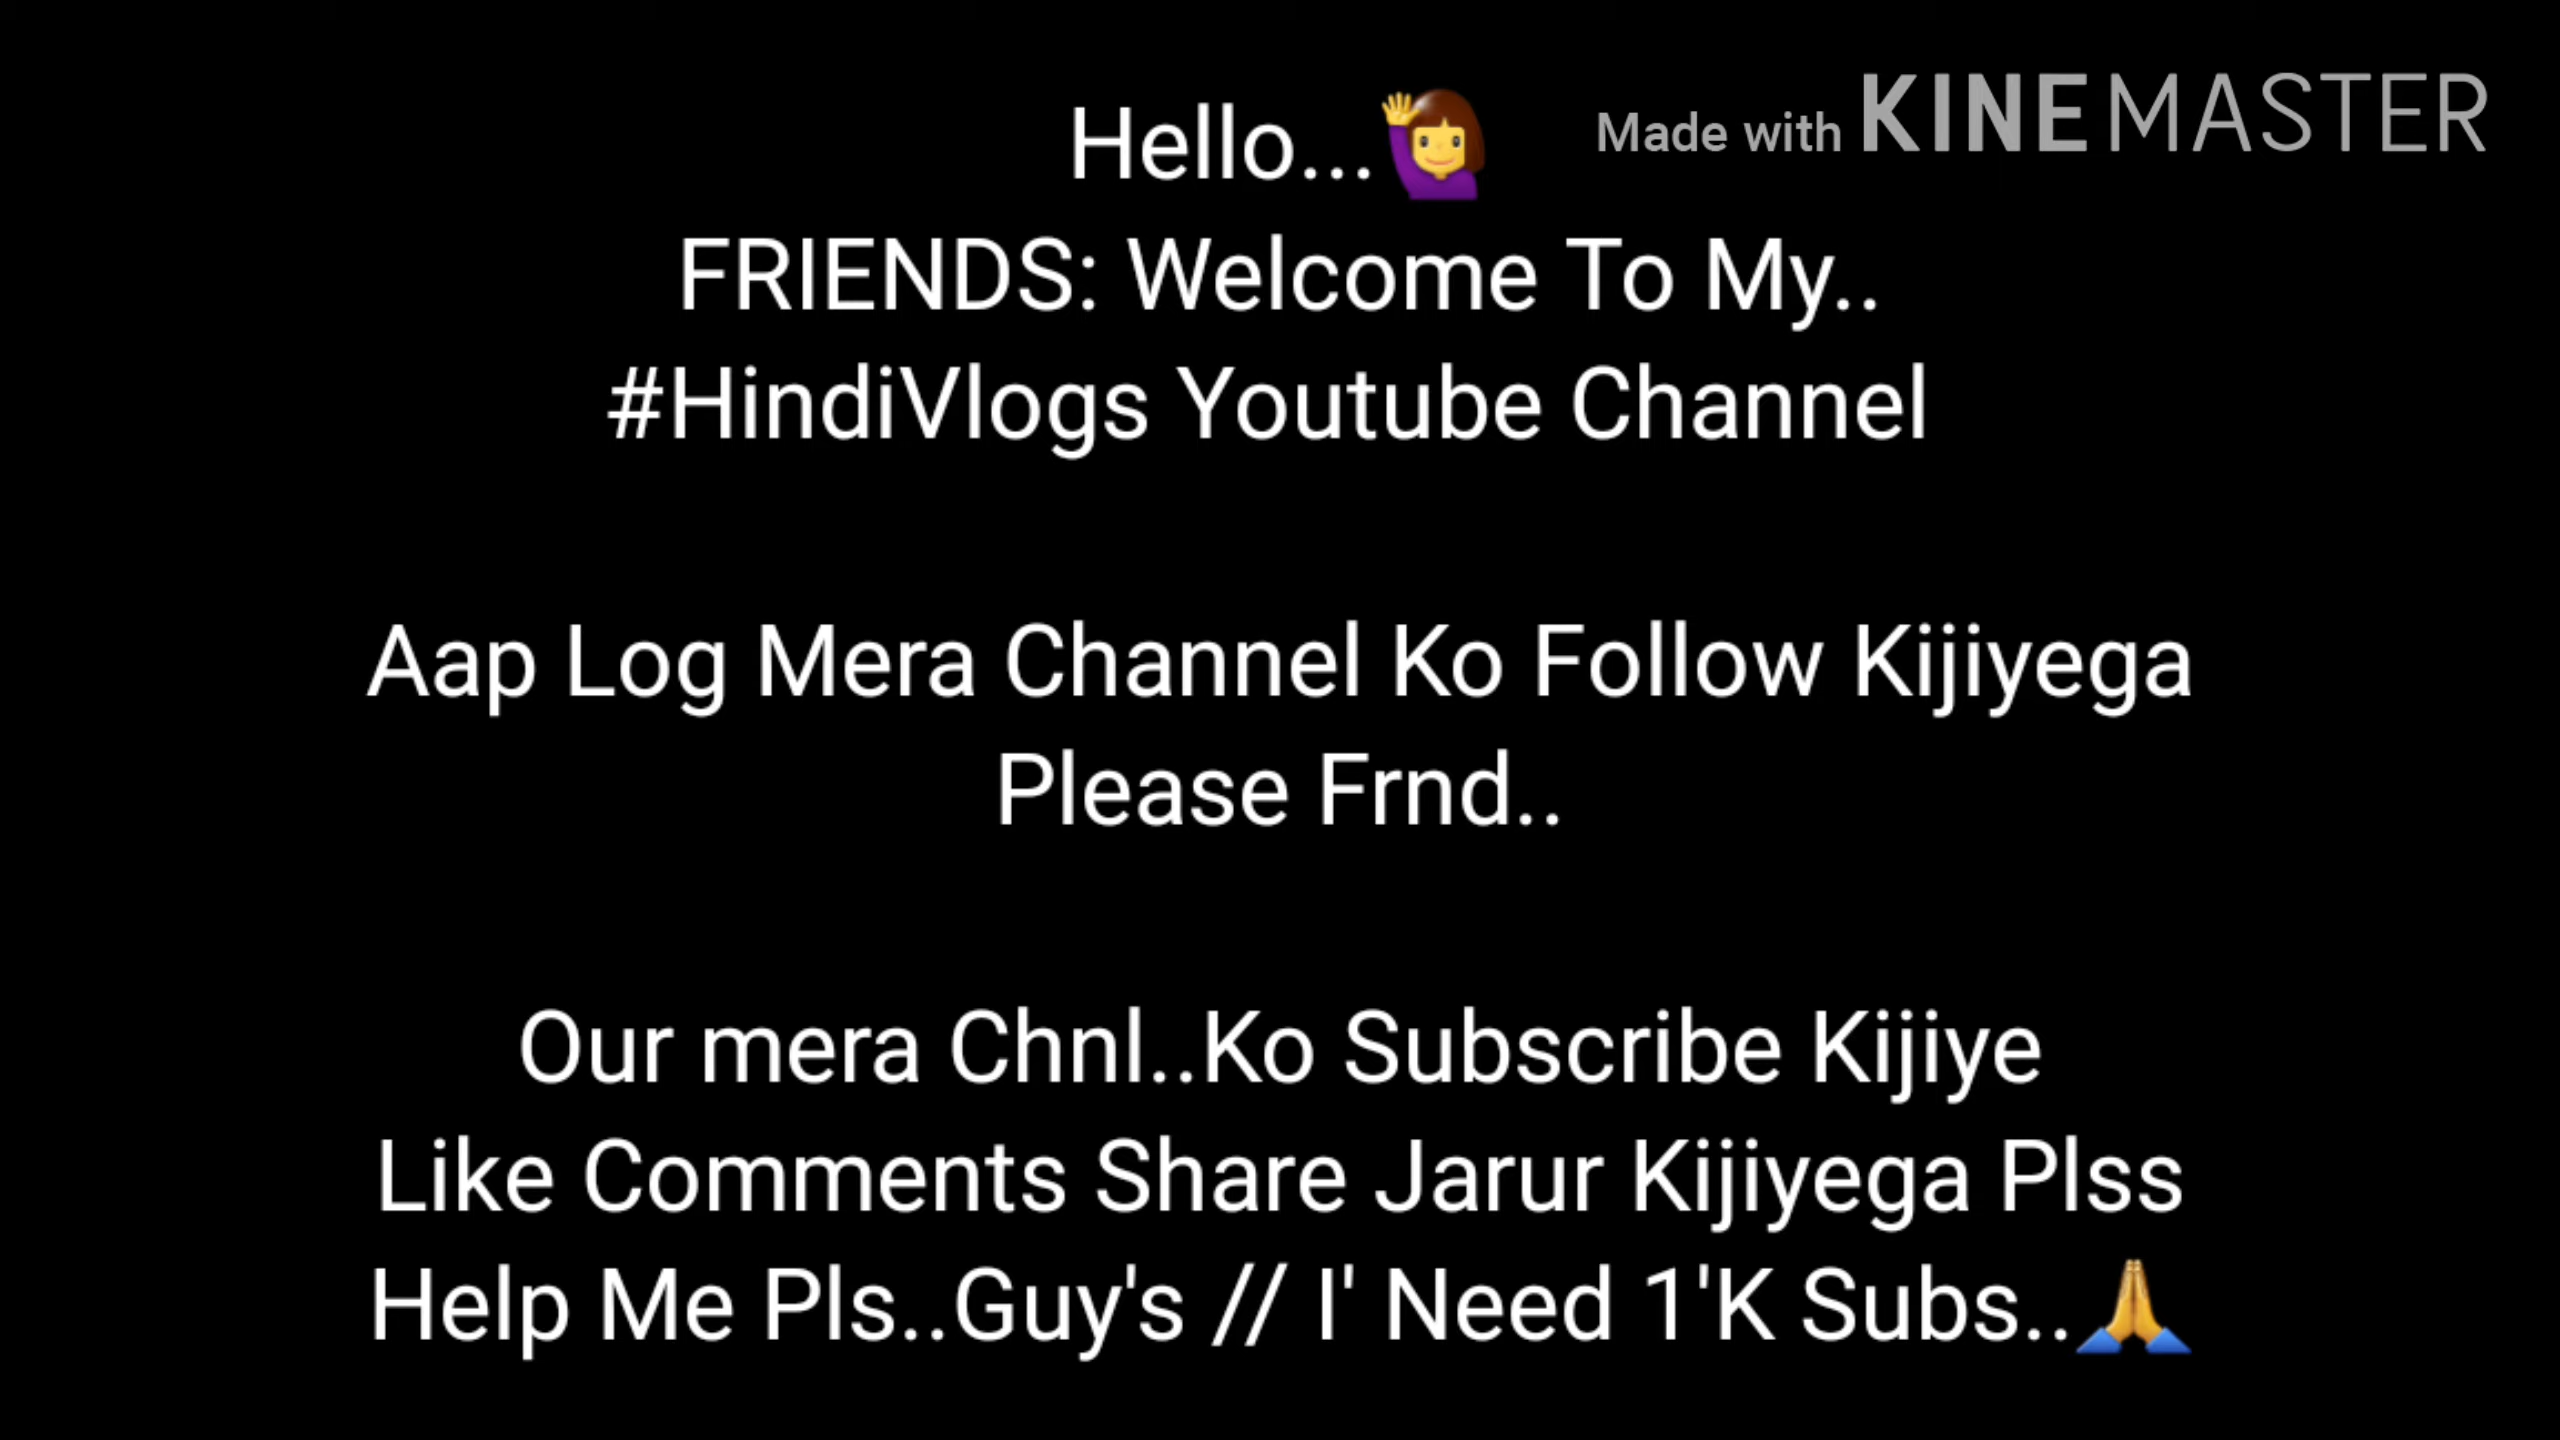 Hello...🙋‍♀️
Made with KINEMASTER
FRIENDS: Welcome To My..
#HindiVlogs Youtube Channel
Aap Log Mera Channel Ko Follow Kijiyega
Please Frnd..
Our mera Chnl..Ko Subscribe Kijiye
Like Comments Share Jarur Kijiyega Plss
Help Me Pls..Guy's // I' Need 1'K Subs..🙏